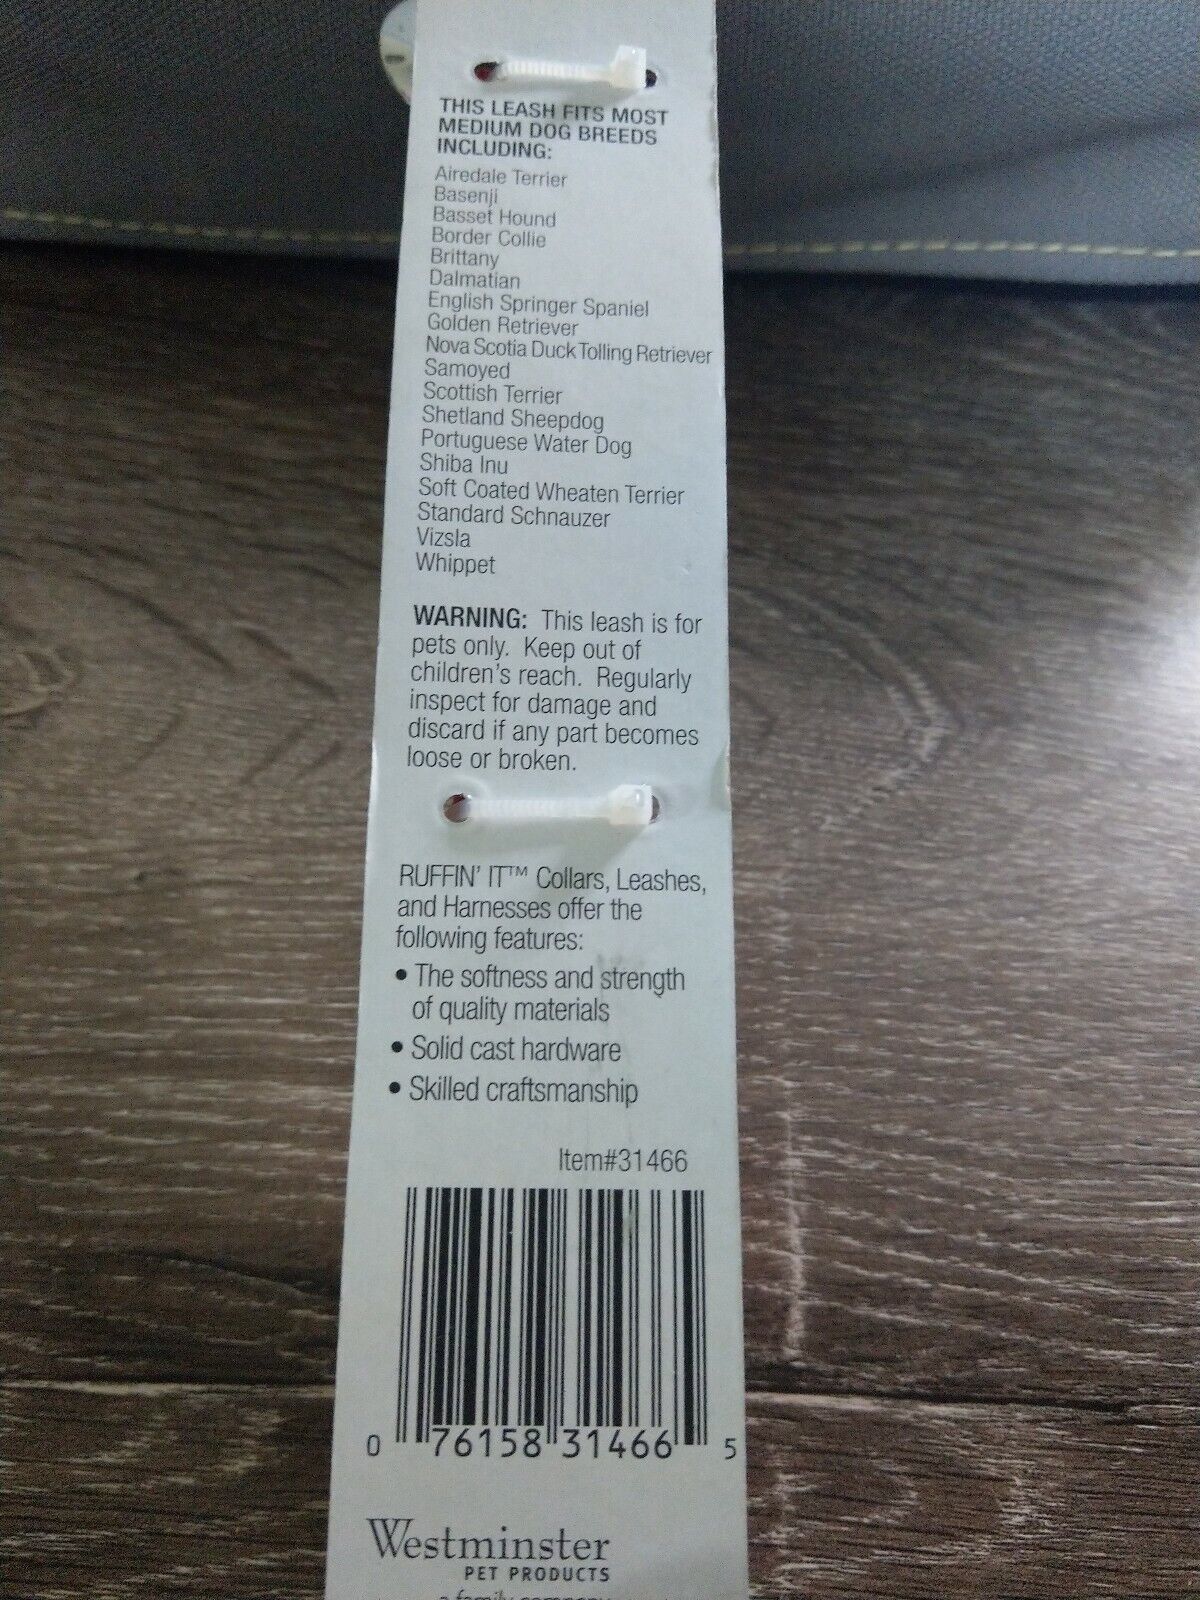 THIS LEASH FITS MOST
MEDIUM DOG BREEDS
INCLUDING:
Airedale Terrier
Basenji
Basset Hound
Border Collie
Brittany
Dalmatian
English Springer Spaniel
Golden Retriever
Nova Scotia Duck Tolling Retriever
Samoyed
Scottish Terrier
Shetland Sheepdog
Portuguese Water Dog
Shiba Inu
Soft Coated Wheaten Terrier
Standard Schnauzer
Vizsla
Whippet
WARNING: This leash is for
pets only. Keep out of
children's reach. Regularly
inspect for damage and
discard if any part becomes
loose or broken.
RUFFIN' IT™ Collars, Leashes,
and Harnesses offer the
following features:
• The softness and strength
of quality materials
• Solid cast hardware
• Skilled craftsmanship
Item#31466
0 76158 31466 5
Westminster
PET PRODUCTS
a family company